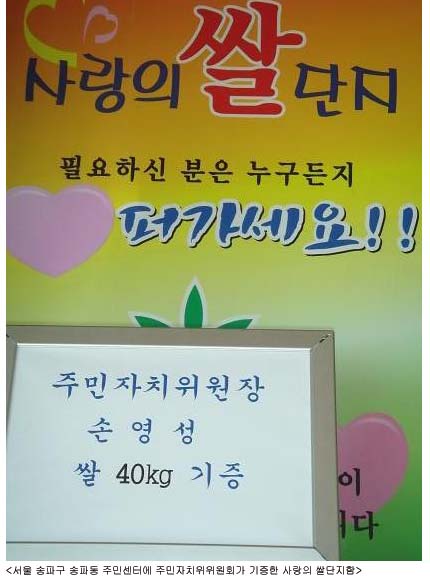 사랑의 쌀단지
필요하신 분은 누구든지
퍼가세요!!
주민자치위원장
손영성
쌀 40kg 기증
이
다
<서울 송파구 송파동 주민센터에 주민자치위위원회가 기증한 사랑의 쌀단지함>